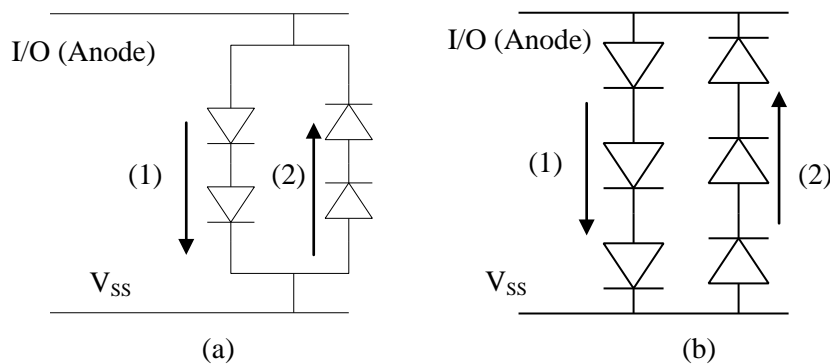 I/O (Anode)
(1)
(2)
V_SS
(a)
I/O (Anode)
(1)
(2)
V_SS
(b)